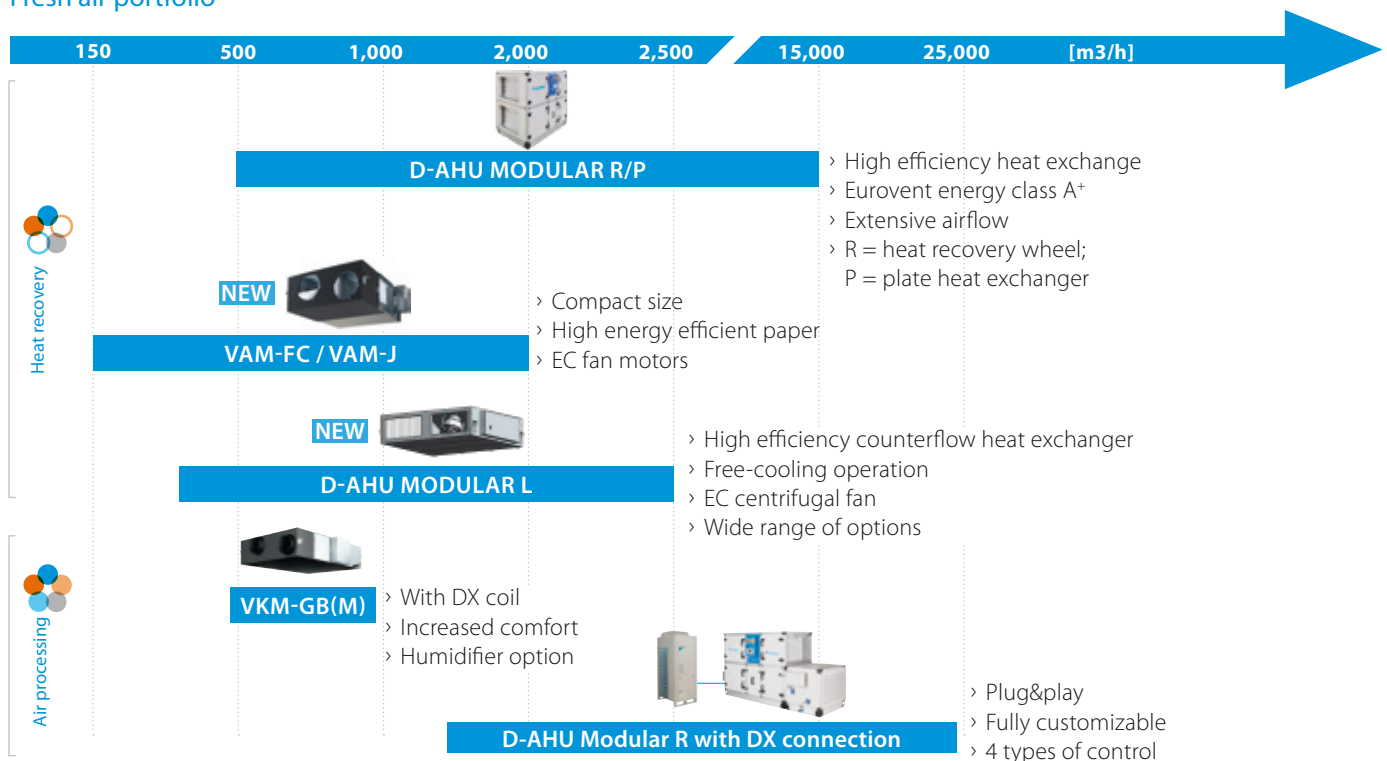 Fresh air portfolio
150 500 1,000 2,000 2,500 15,000 25,000 [m3/h]
Heat recovery
D-AHU MODULAR R/P
› High efficiency heat exchange
› Eurovent energy class A⁺
› Extensive airflow
› R = heat recovery wheel;
P = plate heat exchanger
NEW
VAM-FC / VAM-J
› Compact size
› High energy efficient paper
› EC fan motors
NEW
D-AHU MODULAR L
› High efficiency counterflow heat exchanger
› Free-cooling operation
› EC centrifugal fan
› Wide range of options
Air processing
VKM-GB(M)
› With DX coil
› Increased comfort
› Humidifier option
D-AHU Modular R with DX connection
› Plug&play
› Fully customizable
› 4 types of control